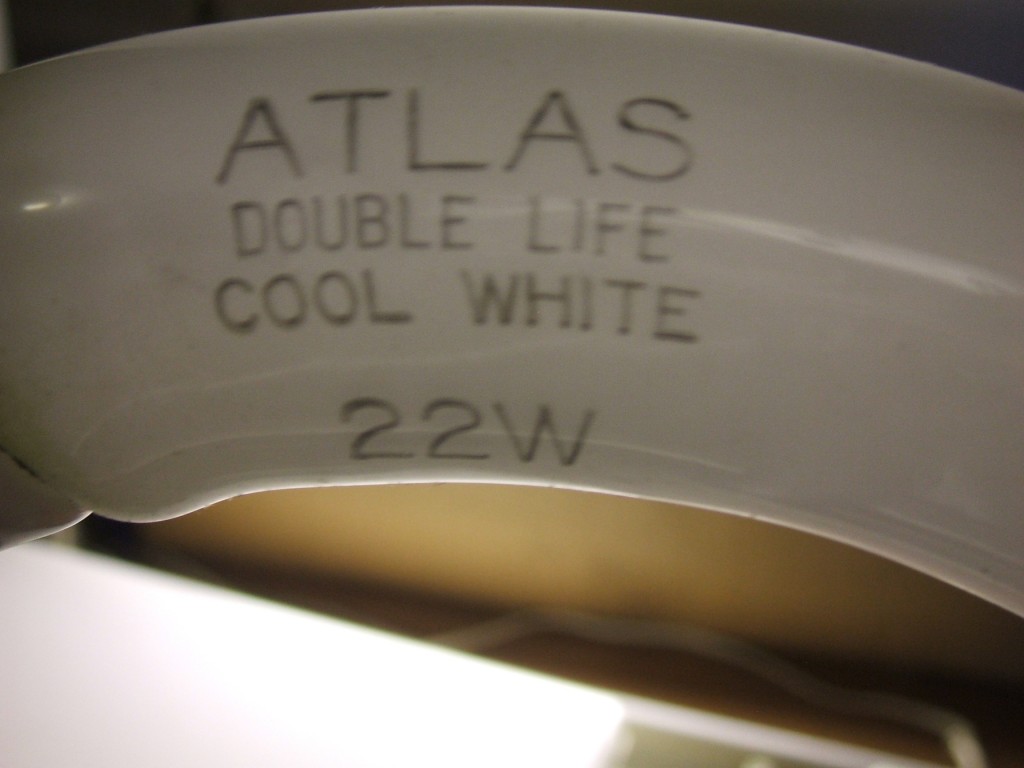 ATLAS
DOUBLE LIFE
COOL WHITE
22W